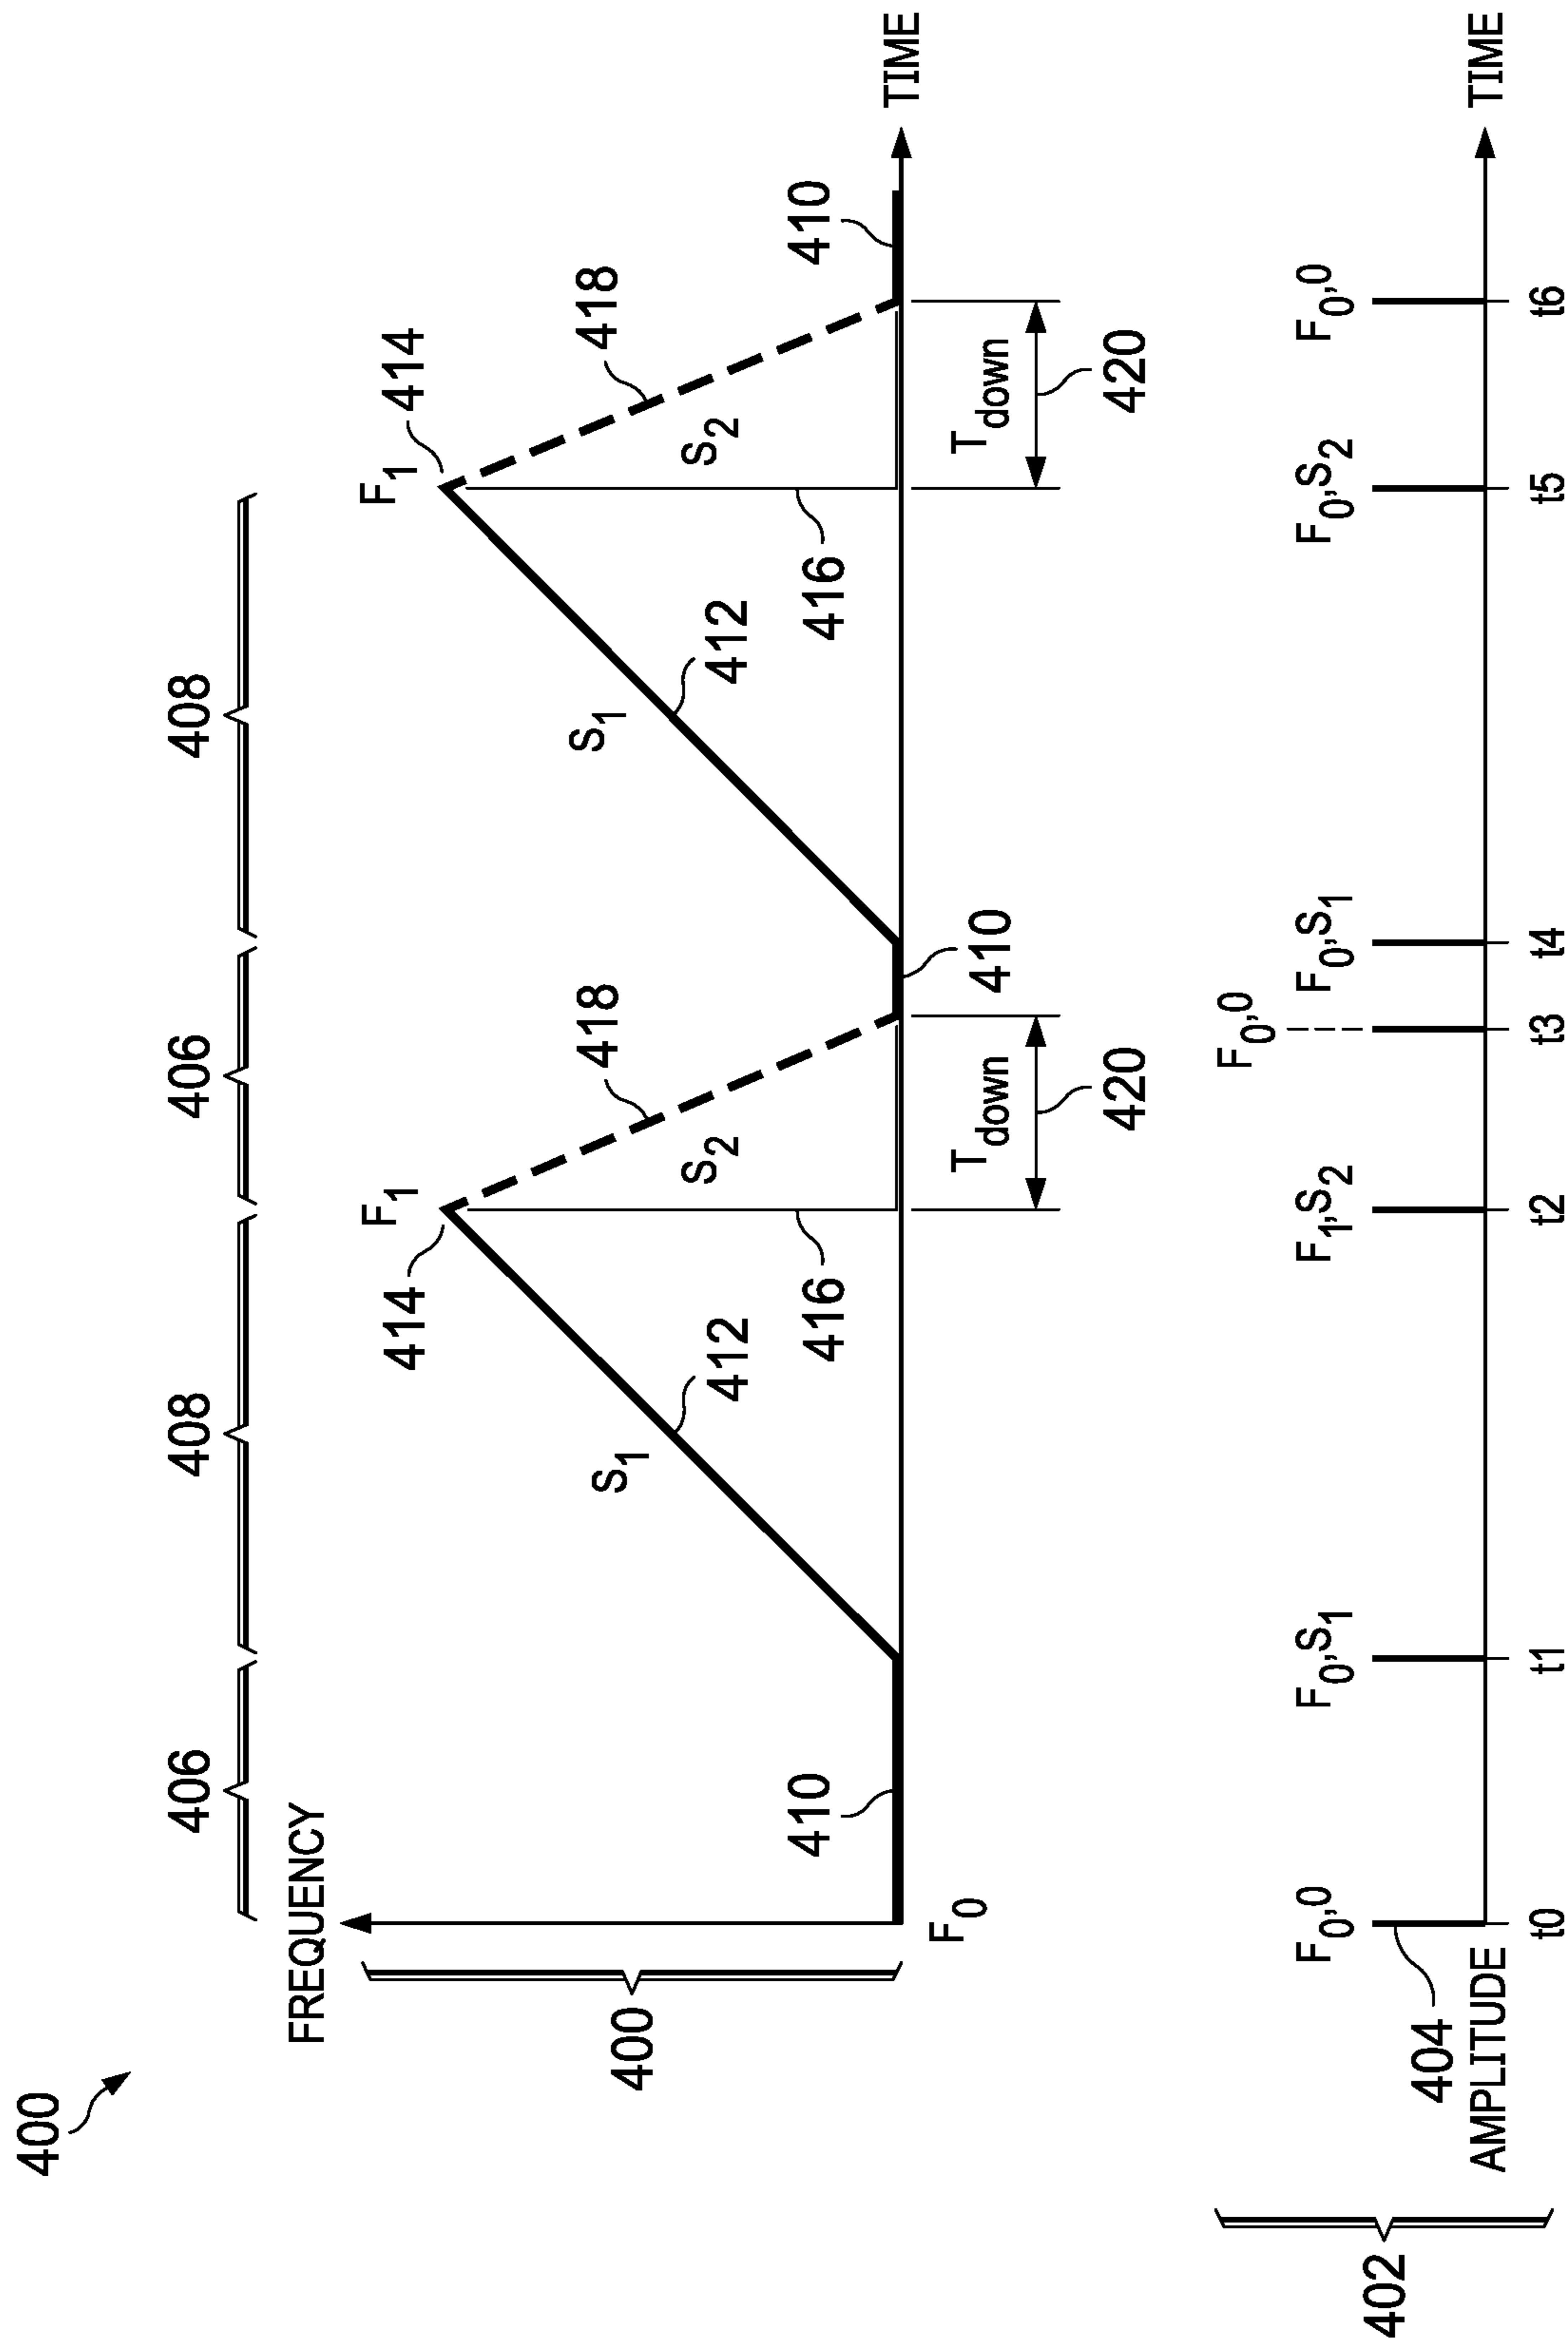 400
406 408 406 408
FREQUENCY
F1 F1
414 414
400
S1 S1
418 418
412 412
S2 S2
410 416 416 410
TIME
F0
410
Tdown Tdown
420 420
F0,0
402
F0,0 F0,S1 F1,S2 F0,S1 F0,S2 F0,0
404
AMPLITUDE TIME
t0 t1 t2 t3 t4 t5 t6